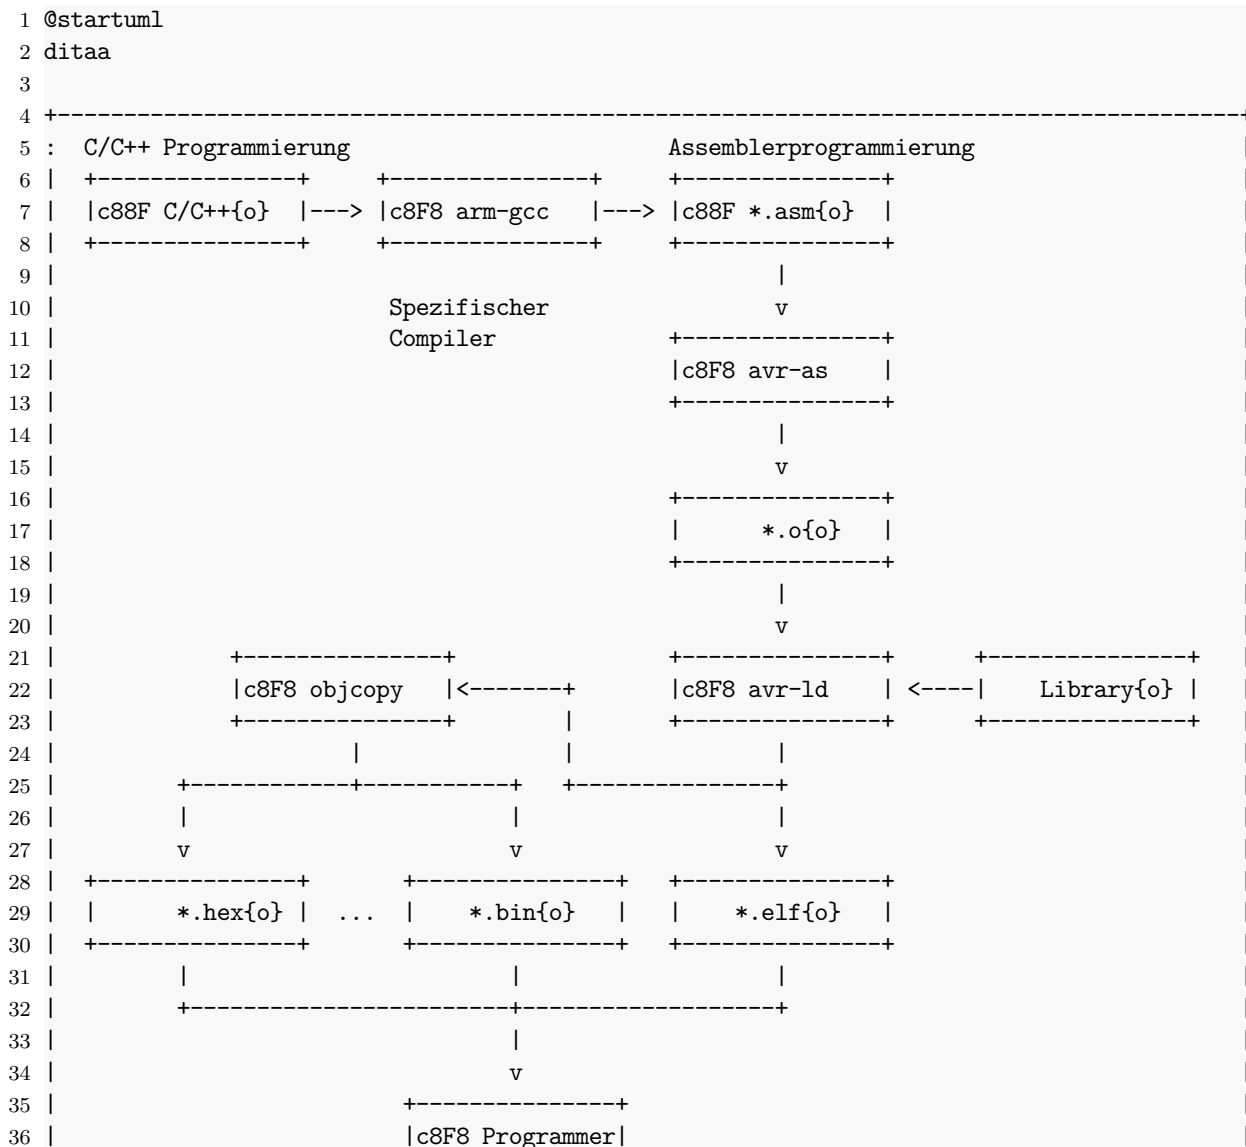 1 @startuml
2 ditaa
3
4 +-----------------------------------------------------------------------------------------+
5 :  C/C++ Programmierung                        Assemblerprogrammierung                    |
6 |  +---------------+     +---------------+     +---------------+                          |
7 |  |c88F C/C++{o}  |---> |c8F8 arm-gcc   |---> |c88F *.asm{o}  |                          |
8 |  +---------------+     +---------------+     +---------------+                          |
9 |                                                      |                                  |
10 |                         Spezifischer                 v                                  |
11 |                         Compiler             +---------------+                          |
12 |                                              |c8F8 avr-as    |                          |
13 |                                              +---------------+                          |
14 |                                                      |                                  |
15 |                                                      v                                  |
16 |                                              +---------------+                          |
17 |                                              |      *.o{o}   |                          |
18 |                                              +---------------+                          |
19 |                                                      |                                  |
20 |                                                      v                                  |
21 |             +---------------+                +---------------+      +---------------+   |
22 |             |c8F8 objcopy   |<-------+       |c8F8 avr-ld    | <----|    Library{o} |   |
23 |             +---------------+        |       +---------------+      +---------------+   |
24 |                      |               |               |                                  |
25 |         +------------+-----------+   +---------------+                                  |
26 |         |                        |                   |                                  |
27 |         v                        v                   v                                  |
28 |  +---------------+       +---------------+   +---------------+                          |
29 |  |      *.hex{o} |  ...  |    *.bin{o}   |   |    *.elf{o}   |                          |
30 |  +---------------+       +---------------+   +---------------+                          |
31 |         |                        |                   |                                  |
32 |         +------------------------+-------------------+                                  |
33 |                                  |                                                      |
34 |                                  v                                                      |
35 |                          +---------------+                                              |
36 |                          |c8F8 Programmer|                                              |